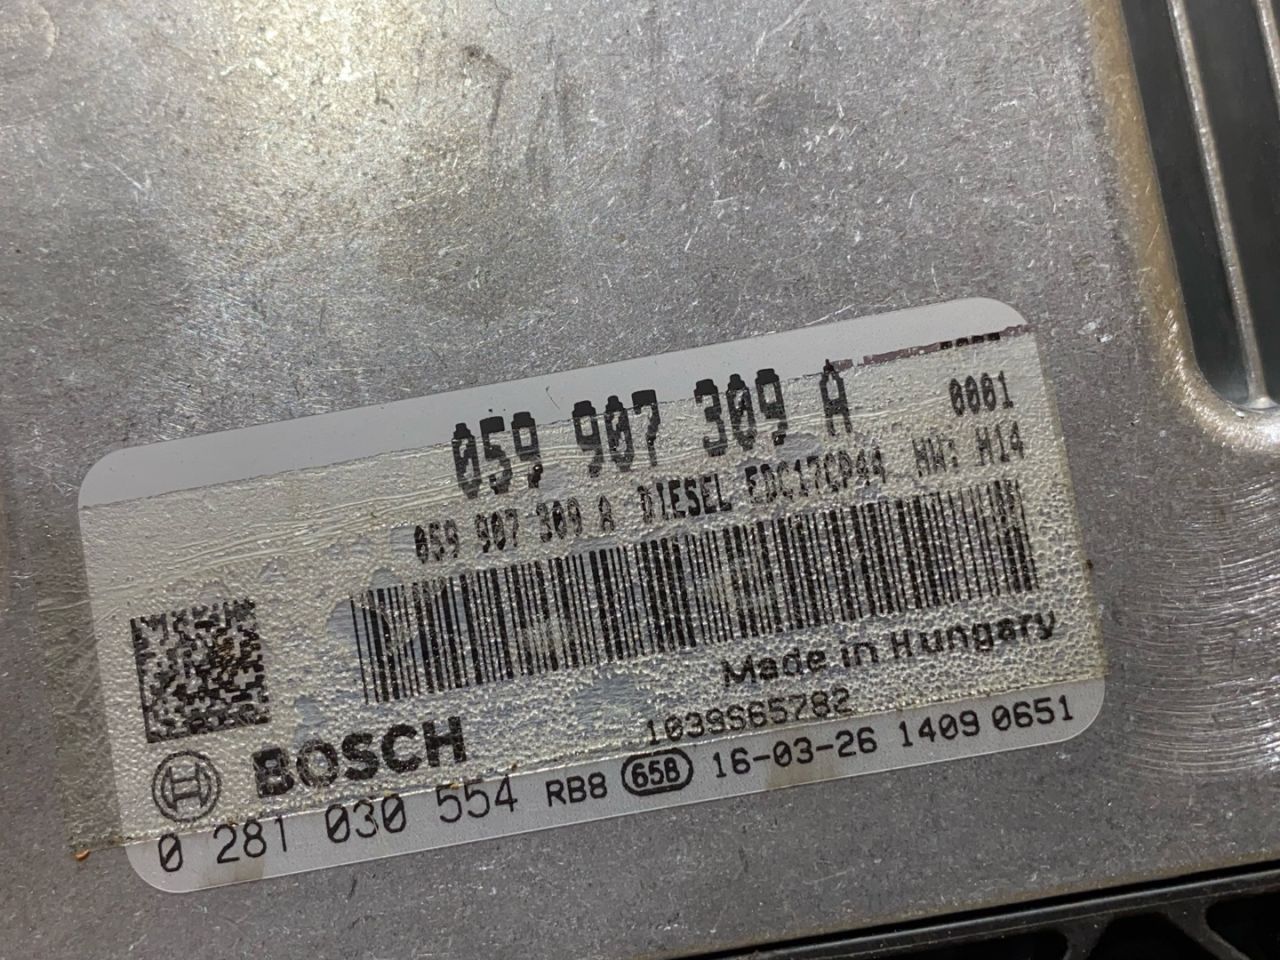 059 907 309 A
0001
059 907 309 A DIESEL EDC17CP44 HW: H14
Made in Hungary
BOSCH
1039S65782
0 281 030 554 RB8 658 16-03-26 1409 0651